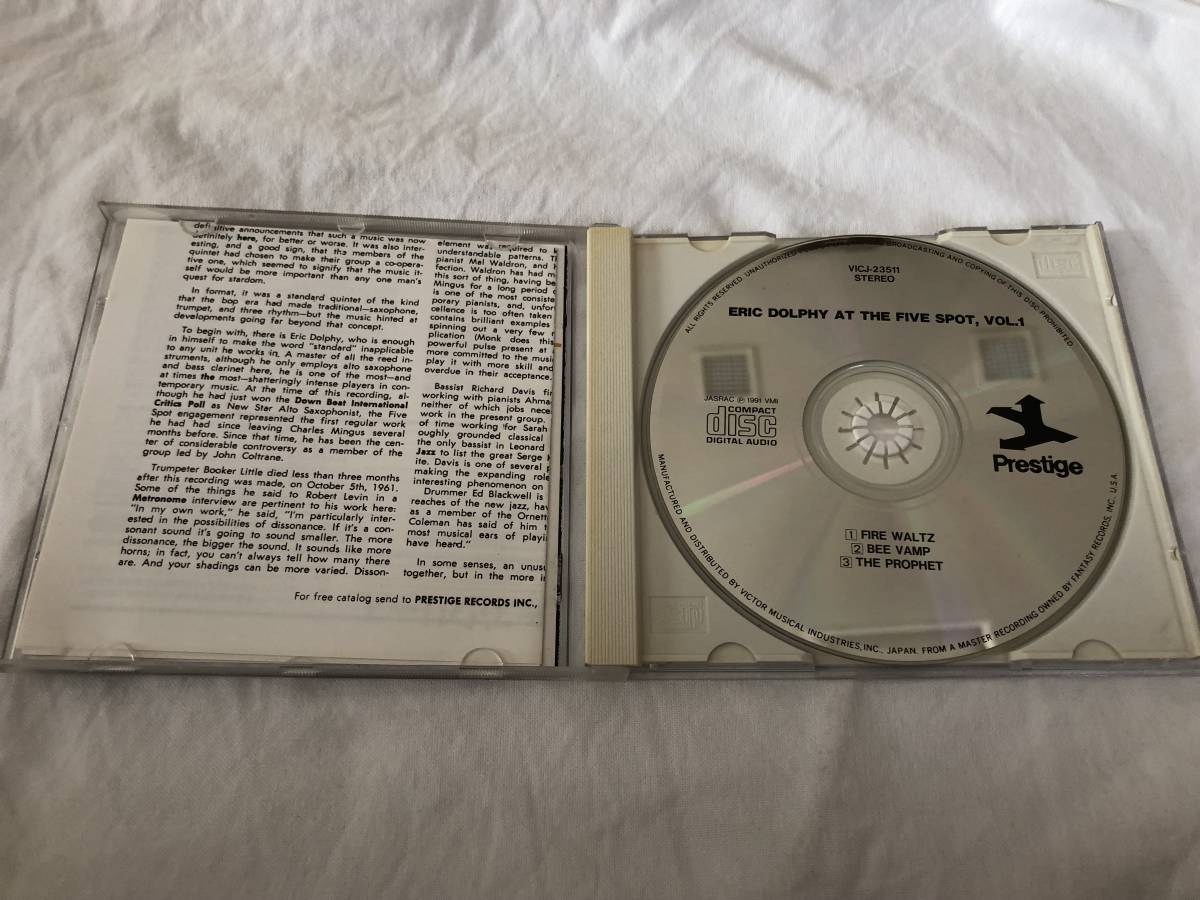 definitive announcements that such a music was now
definitely here, for better or worse. It was also inter-
esting, and a good sign, that the members of the
quintet had chosen to make their group a co-opera-
tive one, which seemed to signify that the music it-
self would be more important than any one man's
quest for stardom.
In format, it was a standard quintet of the kind
that the bop era had made traditional—saxophone,
trumpet, and three rhythm—but the music hinted at
developments going far beyond that concept.
To begin with, there is Eric Dolphy, who is enough
in himself to make the word "standard" inapplicable
to any unit he works in. A master of all the reed in-
struments, although he only employs alto saxophone
and bass clarinet here, he is one of the most—and
at times the most—shatteringly intense players in con-
temporary music. At the time of this recording, al-
though he had just won the Down Beat International
Critics Poll as New Star Alto Saxophonist, the Five
Spot engagement represented the first regular work
he had had since leaving Charles Mingus several
months before. Since that time, he has been the cen-
ter of considerable controversy as a member of the
group led by John Coltrane.
Trumpeter Booker Little died less than three months
after this recording was made, on October 5th, 1961.
Some of the things he said to Robert Levin in a
Metronome interview are pertinent to his work here:
"In my own work," he said, "I'm particularly inter-
ested in the possibilities of dissonance. If it's a con-
sonant sound it's going to sound smaller. The more
dissonance, the bigger the sound. It sounds like more
horns; in fact, you can't always tell how many there
are. And your shadings can be more varied. Disson-
element was required to
understandable patterns.
pianist Mal Waldron, and
fection. Waldron has had
this sort of thing, having
Mingus for a long period
is one of the most
porary pianists, and,
cellence is too often taken
contains brilliant examples
spinning out a very few
plication (Monk does this
powerful pulse present at
more committed to the
play it with more skill and
overdue in their acceptance.
Bassist Richard Davis
working with pianists
neither of which jobs
work in the present group.
of time working for Sarah
oughly grounded classical
the only bassist in Leonard
Jazz to list the great Serge
ite. Davis is one of several
making the expanding role
interesting phenomenon on
Drummer Ed Blackwell is
reaches of the new jazz,
as a member of the
Coleman has said of him
most musical ears of
have heard."
In some senses, an
together, but in the more
For free catalog send to PRESTIGE RECORDS INC.,
ALL RIGHTS RESERVED. UNAUTHORIZED BROADCASTING AND COPYING OF THIS DISC PROHIBITED
VICJ-23511
STEREO
ERIC DOLPHY AT THE FIVE SPOT, VOL.1
JASRAC Ⓟ 1991 VMI
COMPACT
disc
DIGITAL AUDIO
Prestige
1 FIRE WALTZ
2 BEE VAMP
3 THE PROPHET
MANUFACTURED AND DISTRIBUTED BY VICTOR MUSICAL INDUSTRIES, INC., JAPAN. FROM A MASTER RECORDING OWNED BY FANTASY RECORDS, INC. U.S.A.